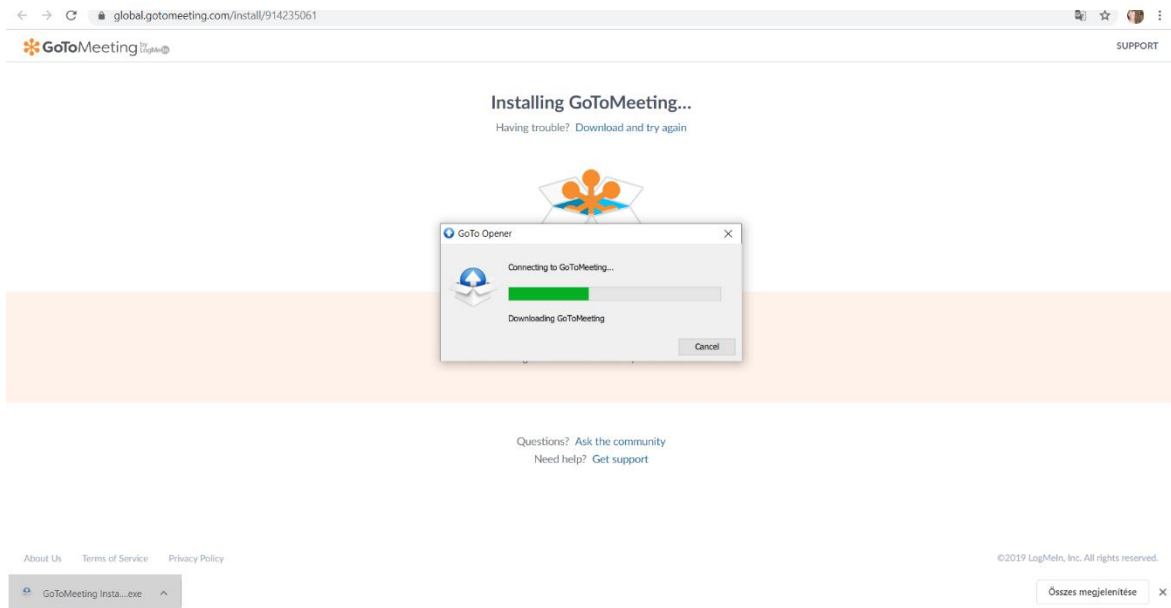 global.gotomeeting.com/install/914235061
GoToMeeting by LogMeIn
SUPPORT
Installing GoToMeeting...
Having trouble? Download and try again
GoTo Opener
Connecting to GoToMeeting...
Downloading GoToMeeting
Cancel
Questions? Ask the community
Need help? Get support
About Us Terms of Service Privacy Policy
©2019 LogMeIn, Inc. All rights reserved.
GoToMeeting Insta....exe
Összes megjelenítése